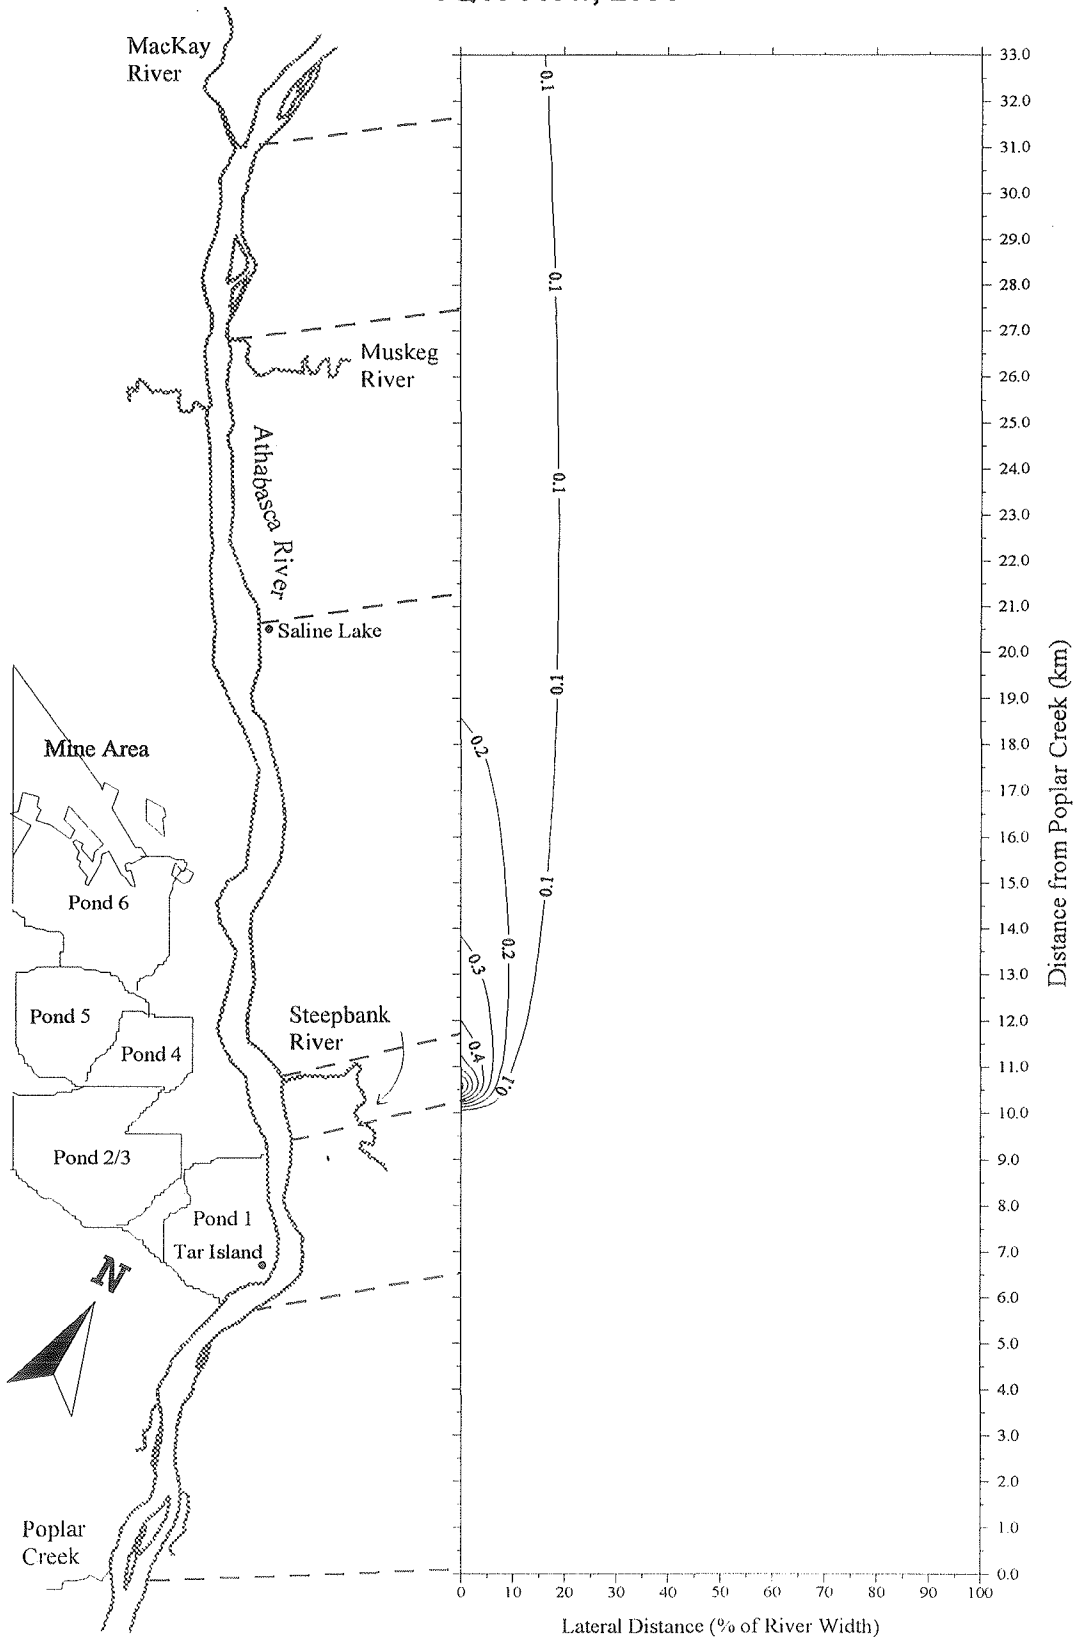 MacKay
River
Muskeg
River
Athabasca River
Saline Lake
Mine Area
Pond 6
Pond 5
Pond 4
Steepbank
River
Pond 2/3
Pond 1
Tar Island
N
Poplar
Creek
0.1
0.1
0.1
0.1
0.2
0.1
0.2
0.3
0.4
0.1
33.0
32.0
31.0
30.0
29.0
28.0
27.0
26.0
25.0
24.0
23.0
22.0
21.0
20.0
19.0
18.0
17.0
16.0
15.0
14.0
13.0
12.0
11.0
10.0
9.0
8.0
7.0
6.0
5.0
4.0
3.0
2.0
1.0
0.0
Distance from Poplar Creek (km)
0 10 20 30 40 50 60 70 80 90 100
Lateral Distance (% of River Width)